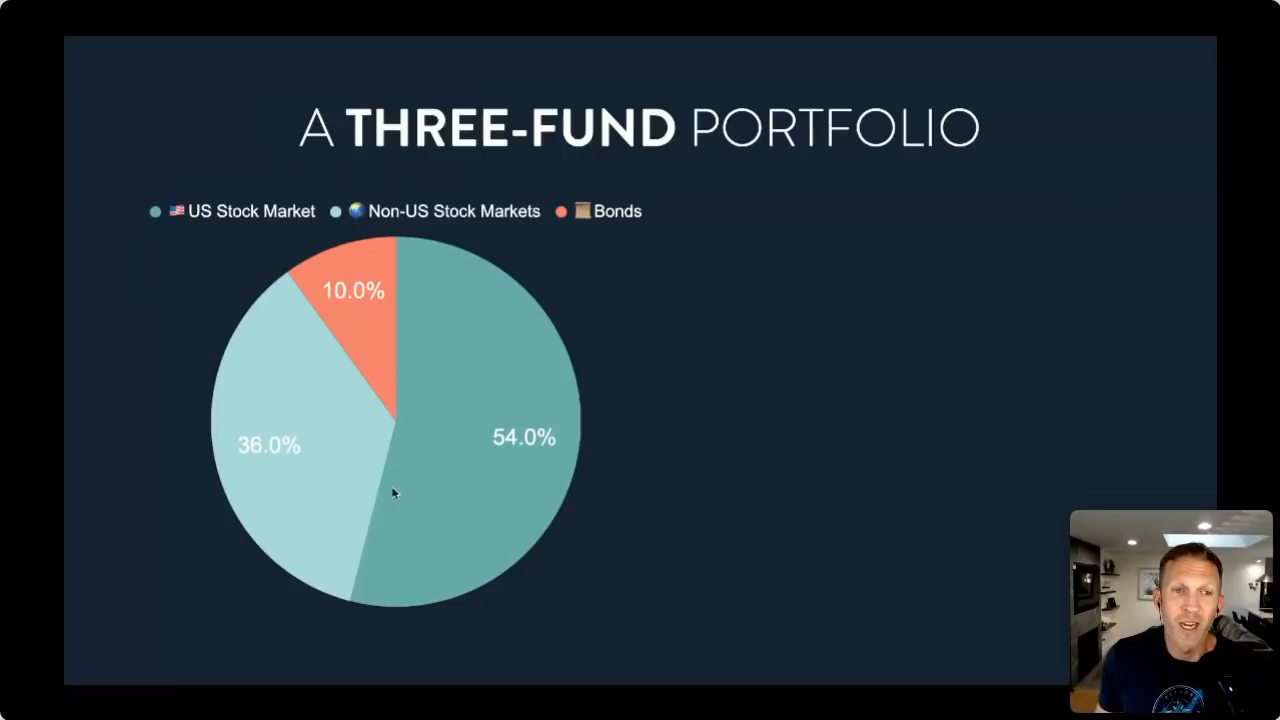 A THREE-FUND PORTFOLIO
US Stock Market Non-US Stock Markets Bonds
10.0%
36.0%
54.0%